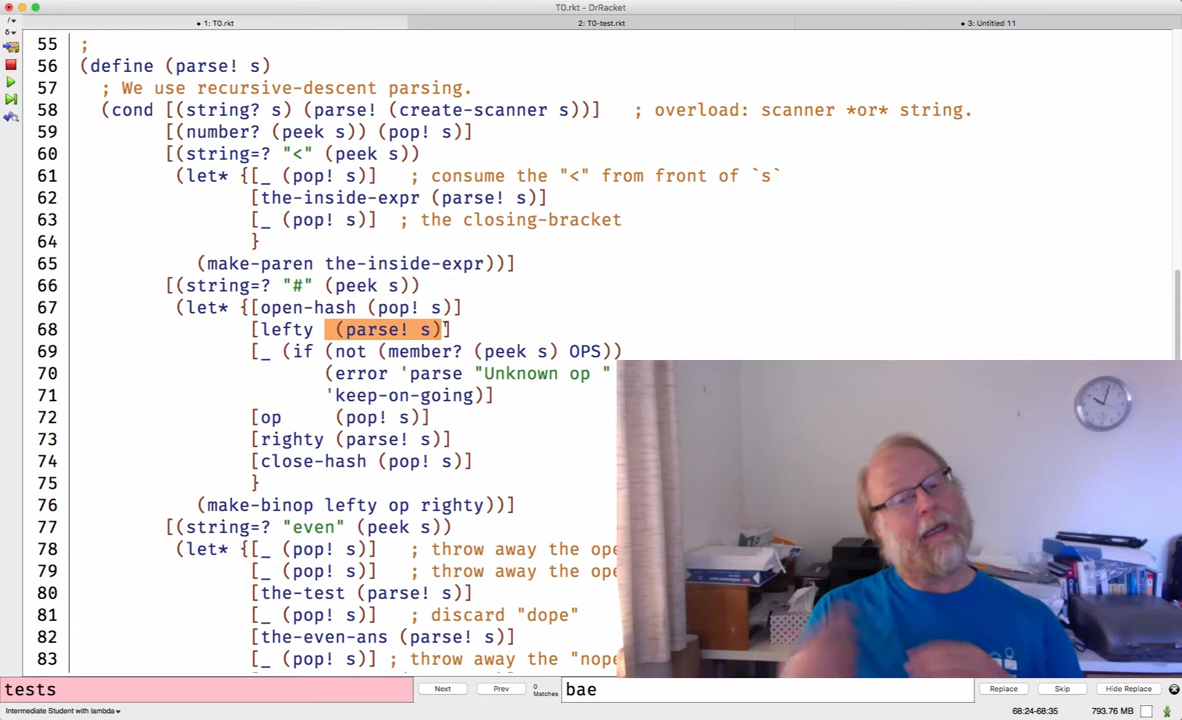 T0.rkt - DrRacket
1: T0.rkt
2: T0-test.rkt
3: Untitled 11
55 ;
56 (define (parse! s)
57 ; We use recursive-descent parsing.
58 (cond [(string? s) (parse! (create-scanner s))] ; overload: scanner *or* string.
59 [(number? (peek s)) (pop! s)]
60 [(string=? "<" (peek s))
61 (let* {[_ (pop! s)] ; consume the "<" from front of `s`
62 [the-inside-expr (parse! s)]
63 [_ (pop! s)] ; the closing-bracket
64 }
65 (make-paren the-inside-expr))]
66 [(string=? "#" (peek s))
67 (let* {[open-hash (pop! s)]
68 [lefty (parse! s)]
69 [_ (if (not (member? (peek s) OPS))
70 (error 'parse "Unknown op "
71 'keep-on-going)]
72 [op (pop! s)]
73 [righty (parse! s)]
74 [close-hash (pop! s)]
75 }
76 (make-binop lefty op righty))]
77 [(string=? "even" (peek s))
78 (let* {[_ (pop! s)] ; throw away the ope
79 [_ (pop! s)] ; throw away the ope
80 [the-test (parse! s)]
81 [_ (pop! s)] ; discard "dope"
82 [the-even-ans (parse! s)]
83 [_ (pop! s)] ; throw away the "nope
tests
Next
Prev
0 Matches
bae
Replace
Skip
Hide Replace
Intermediate Student with lambda
68:24-68:35
793.76 MB